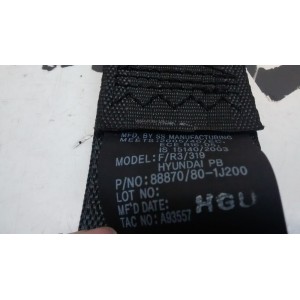 MFD. BY SS MANUFACTURING
IS 15140/2003
MODEL: F/R3/319
HYUNDAI PB
P/NO: 88870/80-1J200
LOT NO:
MF'D DATE: HGU
TAC NO: A93557